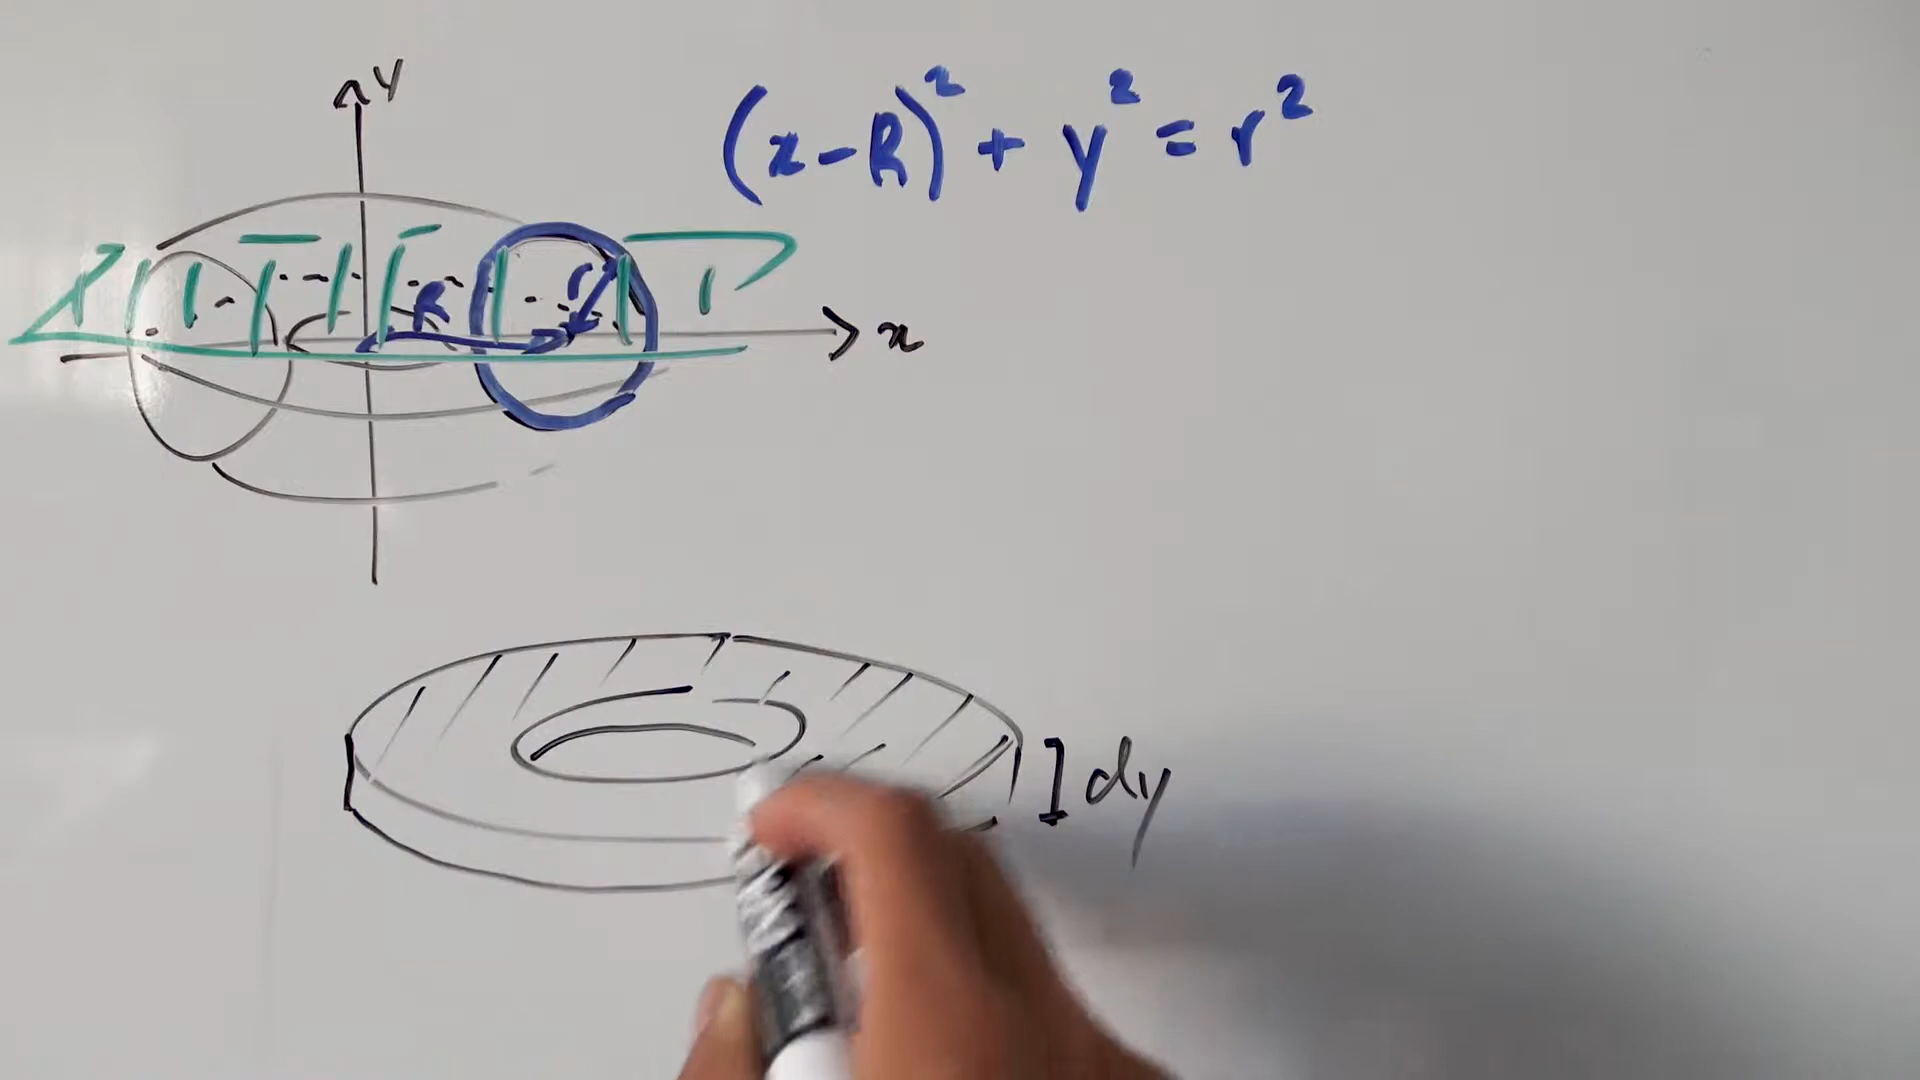 y
(x-R)² + y² = r²
R
r
x
dy